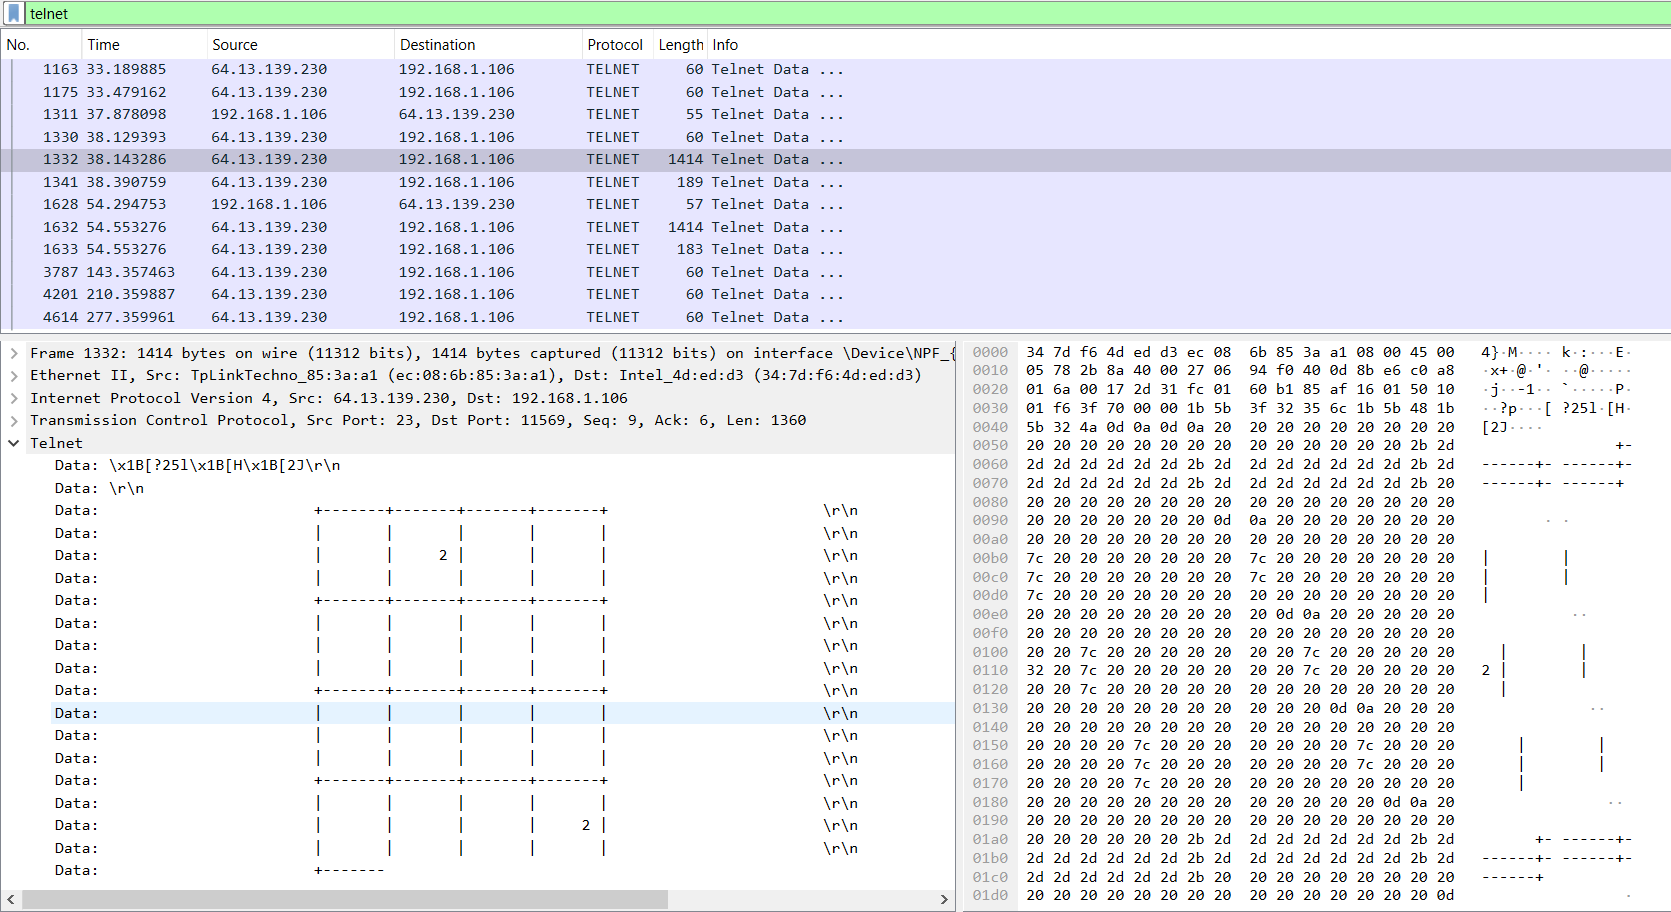 telnet
No. Time Source Destination Protocol Length Info
1163 33.189885 64.13.139.230 192.168.1.106 TELNET 60 Telnet Data ...
1175 33.479162 64.13.139.230 192.168.1.106 TELNET 60 Telnet Data ...
1311 37.878098 192.168.1.106 64.13.139.230 TELNET 55 Telnet Data ...
1330 38.129393 64.13.139.230 192.168.1.106 TELNET 60 Telnet Data ...
1332 38.143286 64.13.139.230 192.168.1.106 TELNET 1414 Telnet Data ...
1341 38.390759 64.13.139.230 192.168.1.106 TELNET 189 Telnet Data ...
1628 54.294753 192.168.1.106 64.13.139.230 TELNET 57 Telnet Data ...
1632 54.553276 64.13.139.230 192.168.1.106 TELNET 1414 Telnet Data ...
1633 54.553276 64.13.139.230 192.168.1.106 TELNET 183 Telnet Data ...
3787 143.357463 64.13.139.230 192.168.1.106 TELNET 60 Telnet Data ...
4201 210.359887 64.13.139.230 192.168.1.106 TELNET 60 Telnet Data ...
4614 277.359961 64.13.139.230 192.168.1.106 TELNET 60 Telnet Data ...
Frame 1332: 1414 bytes on wire (11312 bits), 1414 bytes captured (11312 bits) on interface \Device\NPF_{
Ethernet II, Src: TpLinkTechno_85:3a:a1 (ec:08:6b:85:3a:a1), Dst: Intel_4d:ed:d3 (34:7d:f6:4d:ed:d3)
Internet Protocol Version 4, Src: 64.13.139.230, Dst: 192.168.1.106
Transmission Control Protocol, Src Port: 23, Dst Port: 11569, Seq: 9, Ack: 6, Len: 1360
Telnet
Data: \x1B[?25l\x1B[H\x1B[2J\r\n
Data: \r\n
Data: +-------+-------+-------+-------+ \r\n
Data: |       |       |       |       | \r\n
Data: |       |     2 |       |       | \r\n
Data: |       |       |       |       | \r\n
Data: +-------+-------+-------+-------+ \r\n
Data: |       |       |       |       | \r\n
Data: |       |       |       |       | \r\n
Data: |       |       |       |       | \r\n
Data: +-------+-------+-------+-------+ \r\n
Data: |       |       |       |       | \r\n
Data: |       |       |       |       | \r\n
Data: |       |       |       |       | \r\n
Data: +-------+-------+-------+-------+ \r\n
Data: |       |       |       |       | \r\n
Data: |       |       |       |     2 | \r\n
Data: |       |       |       |       | \r\n
Data: +-------
0000 34 7d f6 4d ed d3 ec 08 6b 85 3a a1 08 00 45 00 4}·M···· k·:···E·
0010 05 78 2b 8a 40 00 27 06 94 f0 40 0d 8b e6 c0 a8 ·x+·@·'· ··@·····
0020 01 6a 00 17 2d 31 fc 01 60 b1 85 af 16 01 50 10 ·j··-1·· `·····P·
0030 01 f6 3f 70 00 00 1b 5b 3f 32 35 6c 1b 5b 48 1b ··?p···[ ?25l·[H·
0040 5b 32 4a 0d 0a 0d 0a 20 20 20 20 20 20 20 20 20 [2J····
0050 20 20 20 20 20 20 20 20 20 20 20 20 20 20 2b 2d +-
0060 2d 2d 2d 2d 2d 2d 2b 2d 2d 2d 2d 2d 2d 2d 2b 2d ------+- ------+-
0070 2d 2d 2d 2d 2d 2d 2b 2d 2d 2d 2d 2d 2d 2d 2b 20 ------+- ------+
0080 20 20 20 20 20 20 20 20 20 20 20 20 20 20 20 20
0090 20 20 20 20 20 20 20 0d 0a 20 20 20 20 20 20 20 · ·
00a0 20 20 20 20 20 20 20 20 20 20 20 20 20 20 20 20
00b0 7c 20 20 20 20 20 20 20 7c 20 20 20 20 20 20 20 | |
00c0 7c 20 20 20 20 20 20 20 7c 20 20 20 20 20 20 20 | |
00d0 7c 20 20 20 20 20 20 20 20 20 20 20 20 20 20 20 |
00e0 20 20 20 20 20 20 20 20 20 0d 0a 20 20 20 20 20 ··
00f0 20 20 20 20 20 20 20 20 20 20 20 20 20 20 20 20
0100 20 20 7c 20 20 20 20 20 20 20 7c 20 20 20 20 20 | |
0110 32 20 7c 20 20 20 20 20 20 20 7c 20 20 20 20 20 2 | |
0120 20 20 7c 20 20 20 20 20 20 20 20 20 20 20 20 20 |
0130 20 20 20 20 20 20 20 20 20 20 20 0d 0a 20 20 20 ··
0140 20 20 20 20 20 20 20 20 20 20 20 20 20 20 20 20
0150 20 20 20 20 7c 20 20 20 20 20 20 20 7c 20 20 20 | |
0160 20 20 20 20 7c 20 20 20 20 20 20 20 7c 20 20 20 | |
0170 20 20 20 20 7c 20 20 20 20 20 20 20 20 20 20 20 |
0180 20 20 20 20 20 20 20 20 20 20 20 20 20 0d 0a 20 ··
0190 20 20 20 20 20 20 20 20 20 20 20 20 20 20 20 20
01a0 20 20 20 20 20 20 2b 2d 2d 2d 2d 2d 2d 2d 2b 2d +- ------+-
01b0 2d 2d 2d 2d 2d 2d 2b 2d 2d 2d 2d 2d 2d 2d 2b 2d ------+- ------+-
01c0 2d 2d 2d 2d 2d 2d 2b 20 20 20 20 20 20 20 20 20 ------+
01d0 20 20 20 20 20 20 20 20 20 20 20 20 20 20 20 0d ·